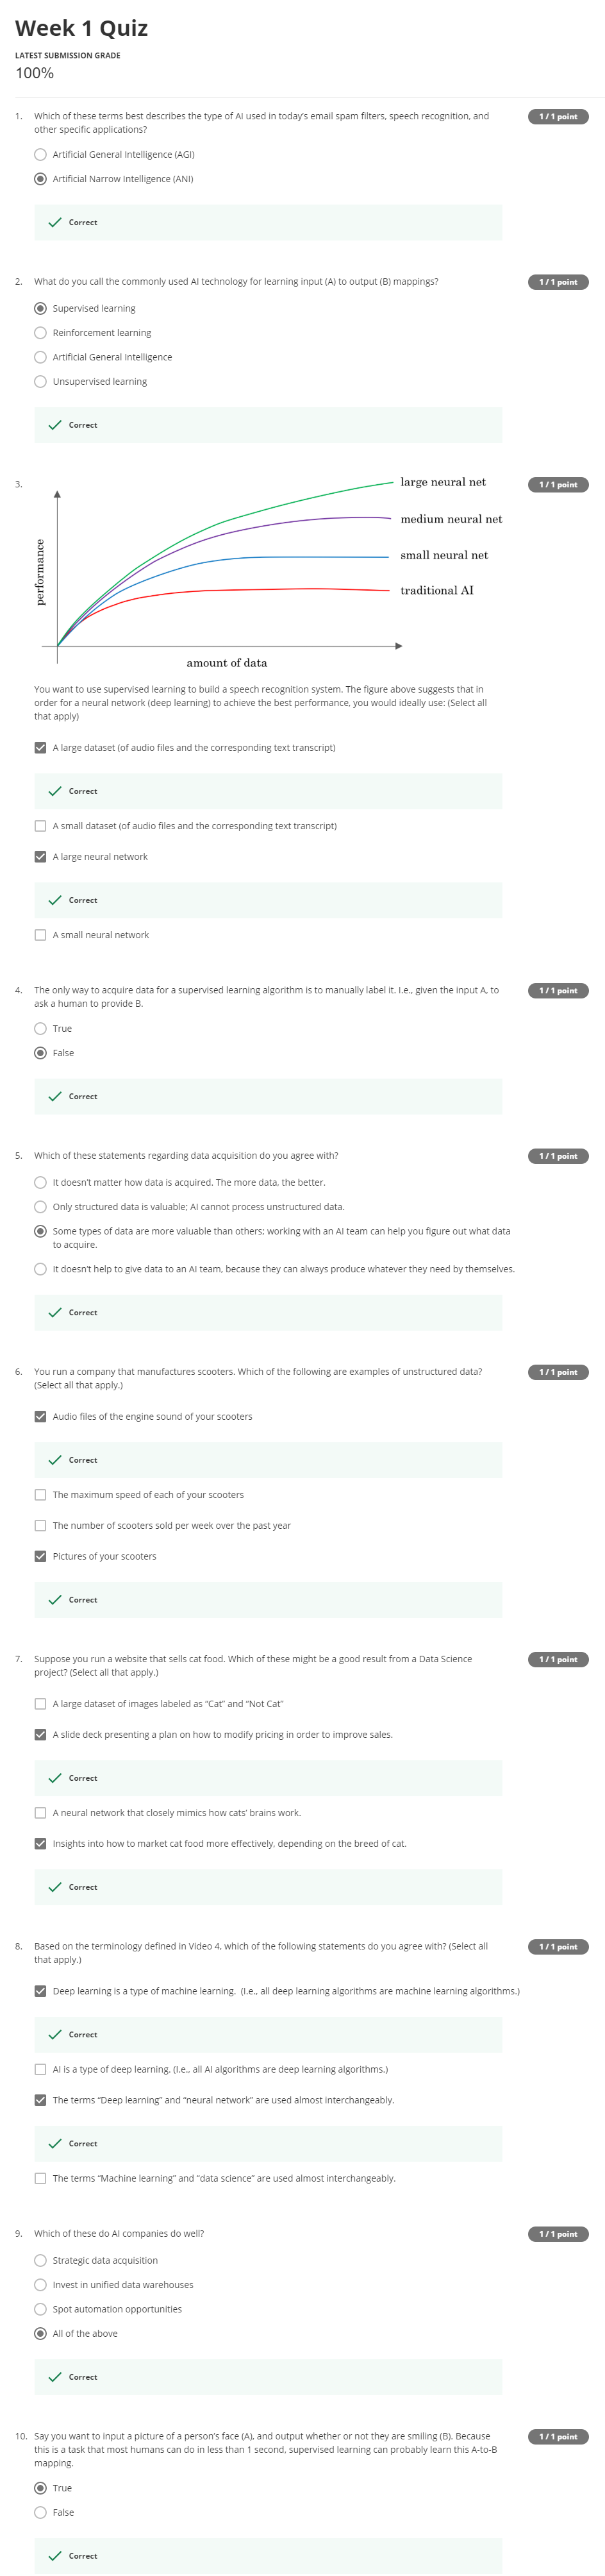 Week 1 Quiz
LATEST SUBMISSION GRADE
100%
1. Which of these terms best describes the type of AI used in today's email spam filters, speech recognition, and 1 / 1 point
other specific applications?
Artificial General Intelligence (AGI)
Artificial Narrow Intelligence (ANI)
Correct
2. What do you call the commonly used AI technology for learning input (A) to output (B) mappings? 1 / 1 point
Supervised learning
Reinforcement learning
Artificial General Intelligence
Unsupervised learning
Correct
3. 1 / 1 point
large neural net
medium neural net
small neural net
traditional AI
performance
amount of data
You want to use supervised learning to build a speech recognition system. The figure above suggests that in
order for a neural network (deep learning) to achieve the best performance, you would ideally use: (Select all
that apply)
A large dataset (of audio files and the corresponding text transcript)
Correct
A small dataset (of audio files and the corresponding text transcript)
A large neural network
Correct
A small neural network
4. The only way to acquire data for a supervised learning algorithm is to manually label it. I.e., given the input A, to 1 / 1 point
ask a human to provide B.
True
False
Correct
5. Which of these statements regarding data acquisition do you agree with? 1 / 1 point
It doesn't matter how data is acquired. The more data, the better.
Only structured data is valuable; AI cannot process unstructured data.
Some types of data are more valuable than others; working with an AI team can help you figure out what data
to acquire.
It doesn't help to give data to an AI team, because they can always produce whatever they need by themselves.
Correct
6. You run a company that manufactures scooters. Which of the following are examples of unstructured data? 1 / 1 point
(Select all that apply.)
Audio files of the engine sound of your scooters
Correct
The maximum speed of each of your scooters
The number of scooters sold per week over the past year
Pictures of your scooters
Correct
7. Suppose you run a website that sells cat food. Which of these might be a good result from a Data Science 1 / 1 point
project? (Select all that apply.)
A large dataset of images labeled as "Cat" and "Not Cat"
A slide deck presenting a plan on how to modify pricing in order to improve sales.
Correct
A neural network that closely mimics how cats' brains work.
Insights into how to market cat food more effectively, depending on the breed of cat.
Correct
8. Based on the terminology defined in Video 4, which of the following statements do you agree with? (Select all 1 / 1 point
that apply.)
Deep learning is a type of machine learning. (I.e., all deep learning algorithms are machine learning algorithms.)
Correct
AI is a type of deep learning. (I.e., all AI algorithms are deep learning algorithms.)
The terms "Deep learning" and "neural network" are used almost interchangeably.
Correct
The terms "Machine learning" and "data science" are used almost interchangeably.
9. Which of these do AI companies do well? 1 / 1 point
Strategic data acquisition
Invest in unified data warehouses
Spot automation opportunities
All of the above
Correct
10. Say you want to input a picture of a person's face (A), and output whether or not they are smiling (B). Because 1 / 1 point
this is a task that most humans can do in less than 1 second, supervised learning can probably learn this A-to-B
mapping.
True
False
Correct